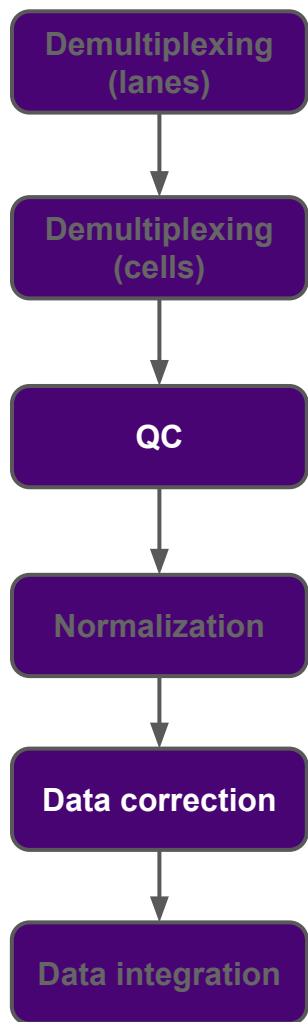 Demultiplexing
(lanes)
Demultiplexing
(cells)
QC
Normalization
Data correction
Data integration